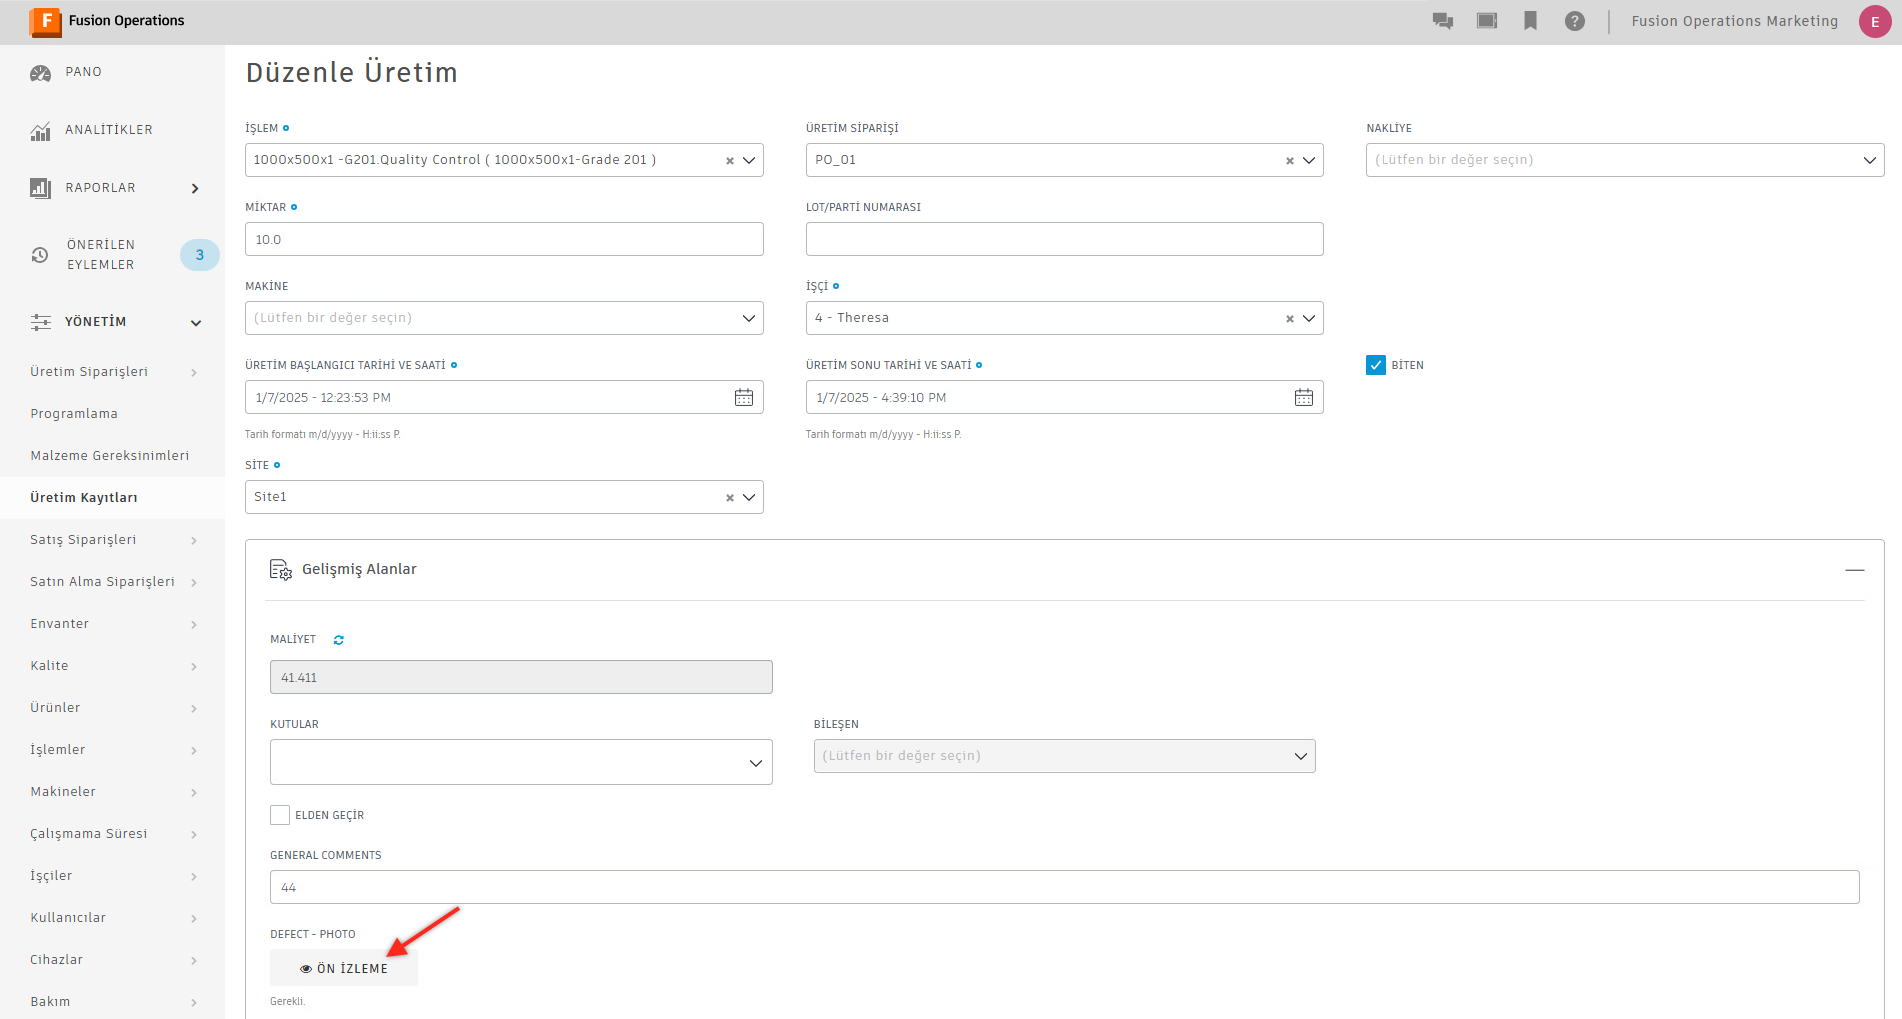 F Fusion Operations
? Fusion Operations Marketing E
PANO
ANALİTİKLER
RAPORLAR
ÖNERİLEN
EYLEMLER
3
YÖNETİM
Üretim Siparişleri
Programlama
Malzeme Gereksinimleri
Üretim Kayıtları
Satış Siparişleri
Satın Alma Siparişleri
Envanter
Kalite
Ürünler
İşlemler
Makineler
Çalışmama Süresi
İşçiler
Kullanıcılar
Cihazlar
Bakım
Düzenle Üretim
İŞLEM
1000x500x1 -G201.Quality Control ( 1000x500x1-Grade 201 )
ÜRETİM SİPARİŞİ
PO_01
NAKLİYE
(Lütfen bir değer seçin)
MİKTAR
10.0
LOT/PARTİ NUMARASI
MAKİNE
(Lütfen bir değer seçin)
İŞÇİ
4 - Theresa
ÜRETİM BAŞLANGICI TARİHİ VE SAATİ
1/7/2025 - 12:23:53 PM
Tarih formatı m/d/yyyy - H:ii:ss P.
ÜRETİM SONU TARİHİ VE SAATİ
1/7/2025 - 4:39:10 PM
Tarih formatı m/d/yyyy - H:ii:ss P.
BİTEN
SİTE
Site1
Gelişmiş Alanlar
MALİYET
41.411
KUTULAR
BİLEŞEN
(Lütfen bir değer seçin)
ELDEN GEÇİR
GENERAL COMMENTS
44
DEFECT - PHOTO
ÖN İZLEME
Gerekli.